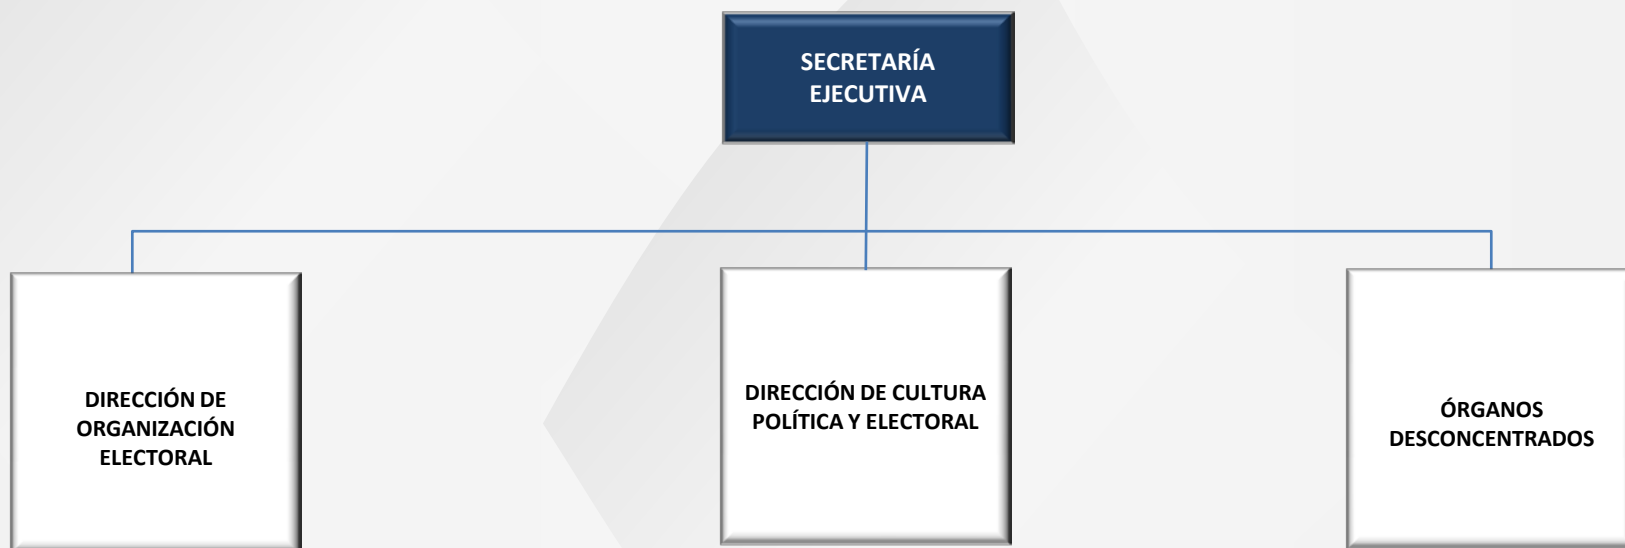 SECRETARÍA
EJECUTIVA
DIRECCIÓN DE
ORGANIZACIÓN
ELECTORAL
DIRECCIÓN DE CULTURA
POLÍTICA Y ELECTORAL
ÓRGANOS
DESCONCENTRADOS